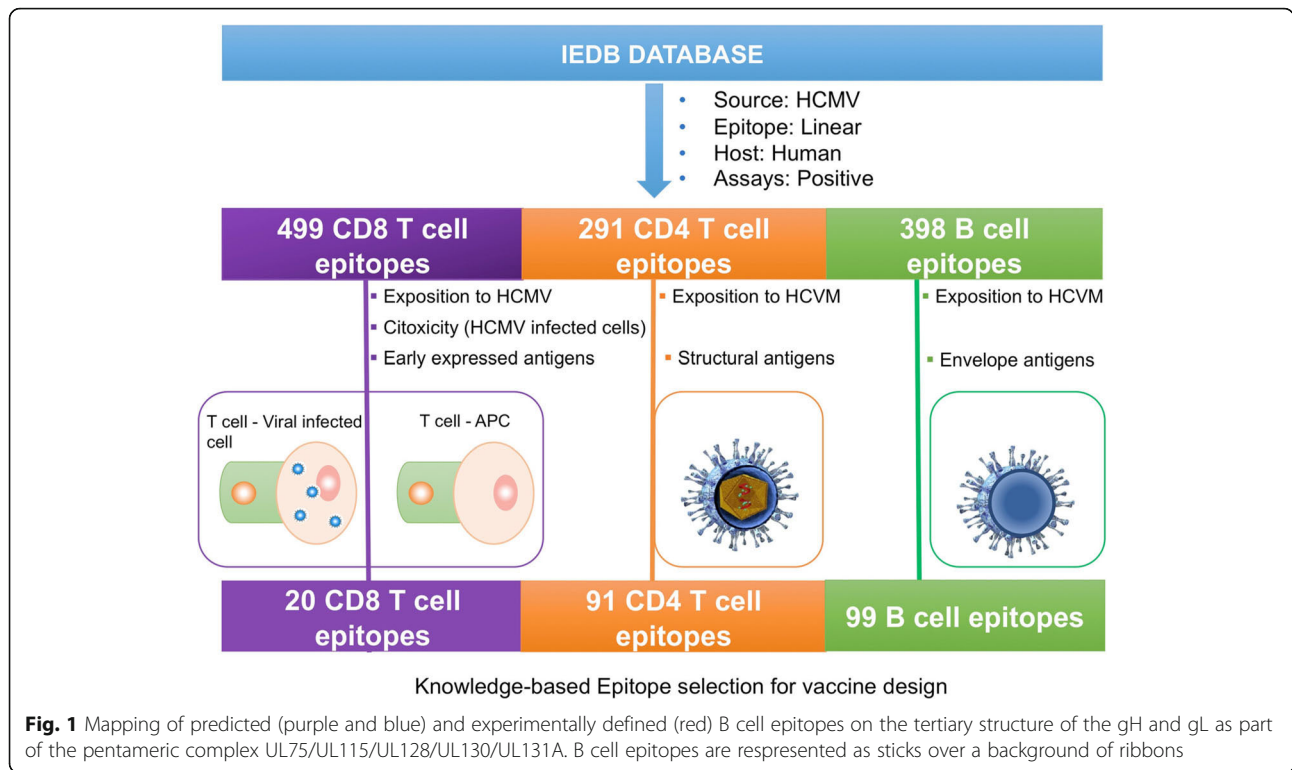 IEDB DATABASE
• Source: HCMV
• Epitope: Linear
• Host: Human
• Assays: Positive
499 CD8 T cell
epitopes
291 CD4 T cell
epitopes
398 B cell
epitopes
▪ Exposition to HCMV
▪ Citoxicity (HCMV infected cells)
▪ Early expressed antigens
▪ Exposition to HCVM
▪ Structural antigens
▪ Exposition to HCVM
▪ Envelope antigens
T cell - Viral infected
cell
T cell - APC
20 CD8 T cell
epitopes
91 CD4 T cell
epitopes
99 B cell epitopes
Knowledge-based Epitope selection for vaccine design
Fig. 1 Mapping of predicted (purple and blue) and experimentally defined (red) B cell epitopes on the tertiary structure of the gH and gL as part
of the pentameric complex UL75/UL115/UL128/UL130/UL131A. B cell epitopes are respresented as sticks over a background of ribbons